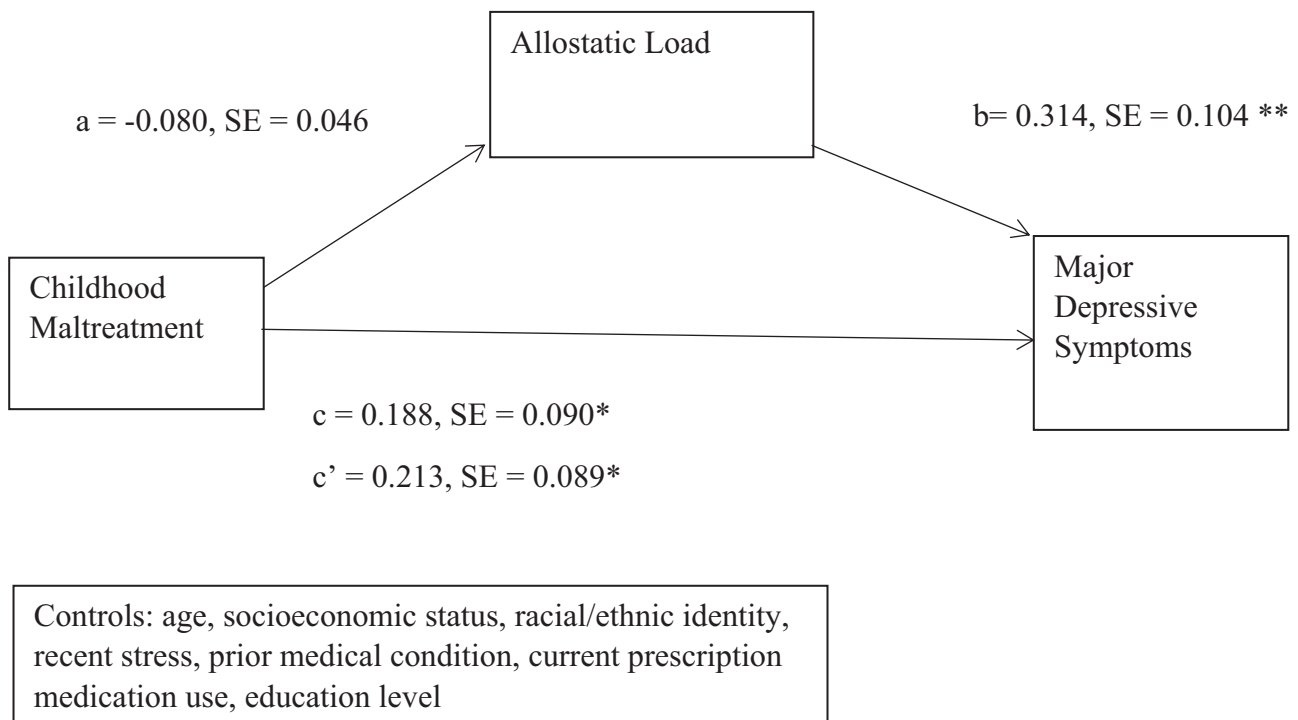 Allostatic Load
a = -0.080, SE = 0.046
b= 0.314, SE = 0.104 **
Childhood
Maltreatment
Major
Depressive
Symptoms
c = 0.188, SE = 0.090*
c’ = 0.213, SE = 0.089*
Controls: age, socioeconomic status, racial/ethnic identity,
recent stress, prior medical condition, current prescription
medication use, education level